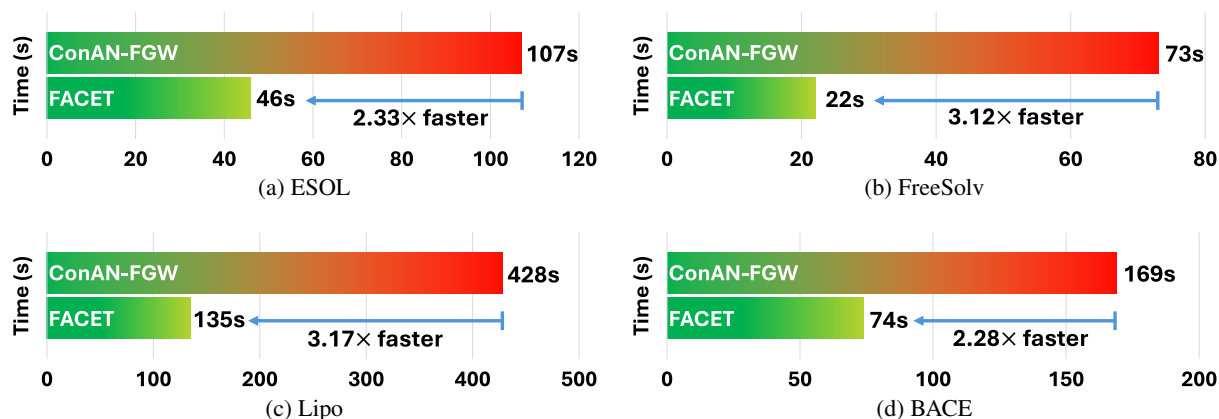 Time (s)
ConAN-FGW
107s
FACET
46s
2.33× faster
0 20 40 60 80 100 120
(a) ESOL
Time (s)
ConAN-FGW
73s
FACET
22s
3.12× faster
0 20 40 60 80
(b) FreeSolv
Time (s)
ConAN-FGW
428s
FACET
135s
3.17× faster
0 100 200 300 400 500
(c) Lipo
Time (s)
ConAN-FGW
169s
FACET
74s
2.28× faster
0 50 100 150 200
(d) BACE